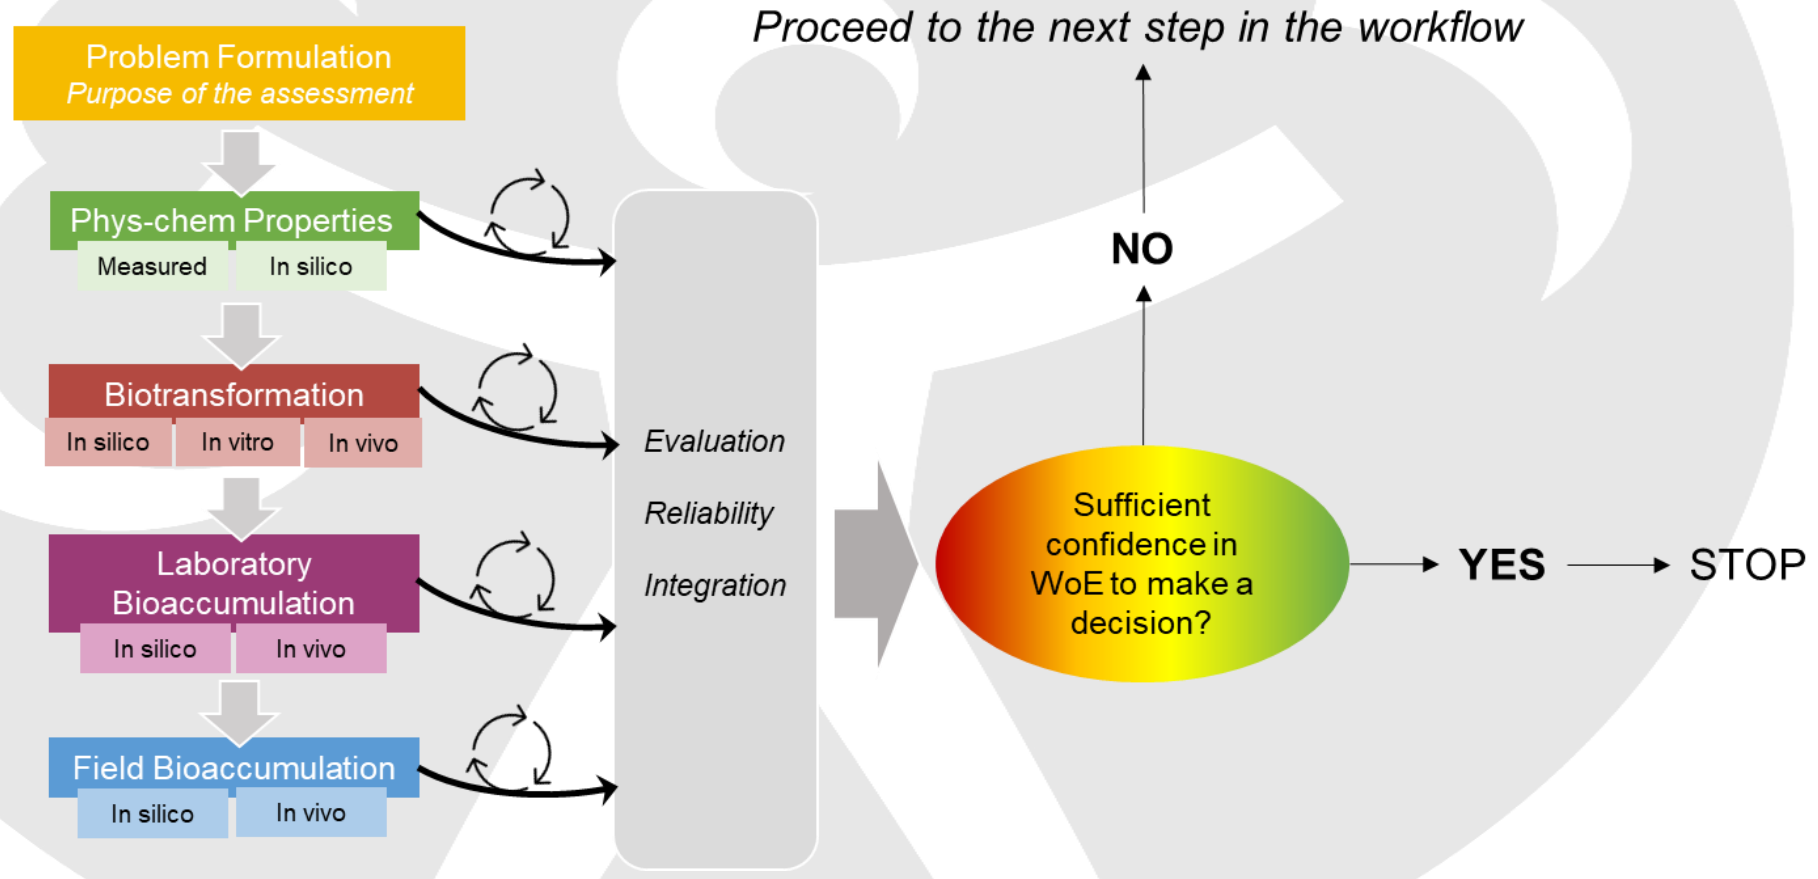 Proceed to the next step in the workflow
Problem Formulation
Purpose of the assessment
Phys-chem Properties
Measured
In silico
NO
Biotransformation
In silico
In vitro
In vivo
Evaluation
Reliability
Integration
Sufficient
confidence in
WoE to make a
decision?
YES
STOP
Laboratory
Bioaccumulation
In silico
In vivo
Field Bioaccumulation
In silico
In vivo